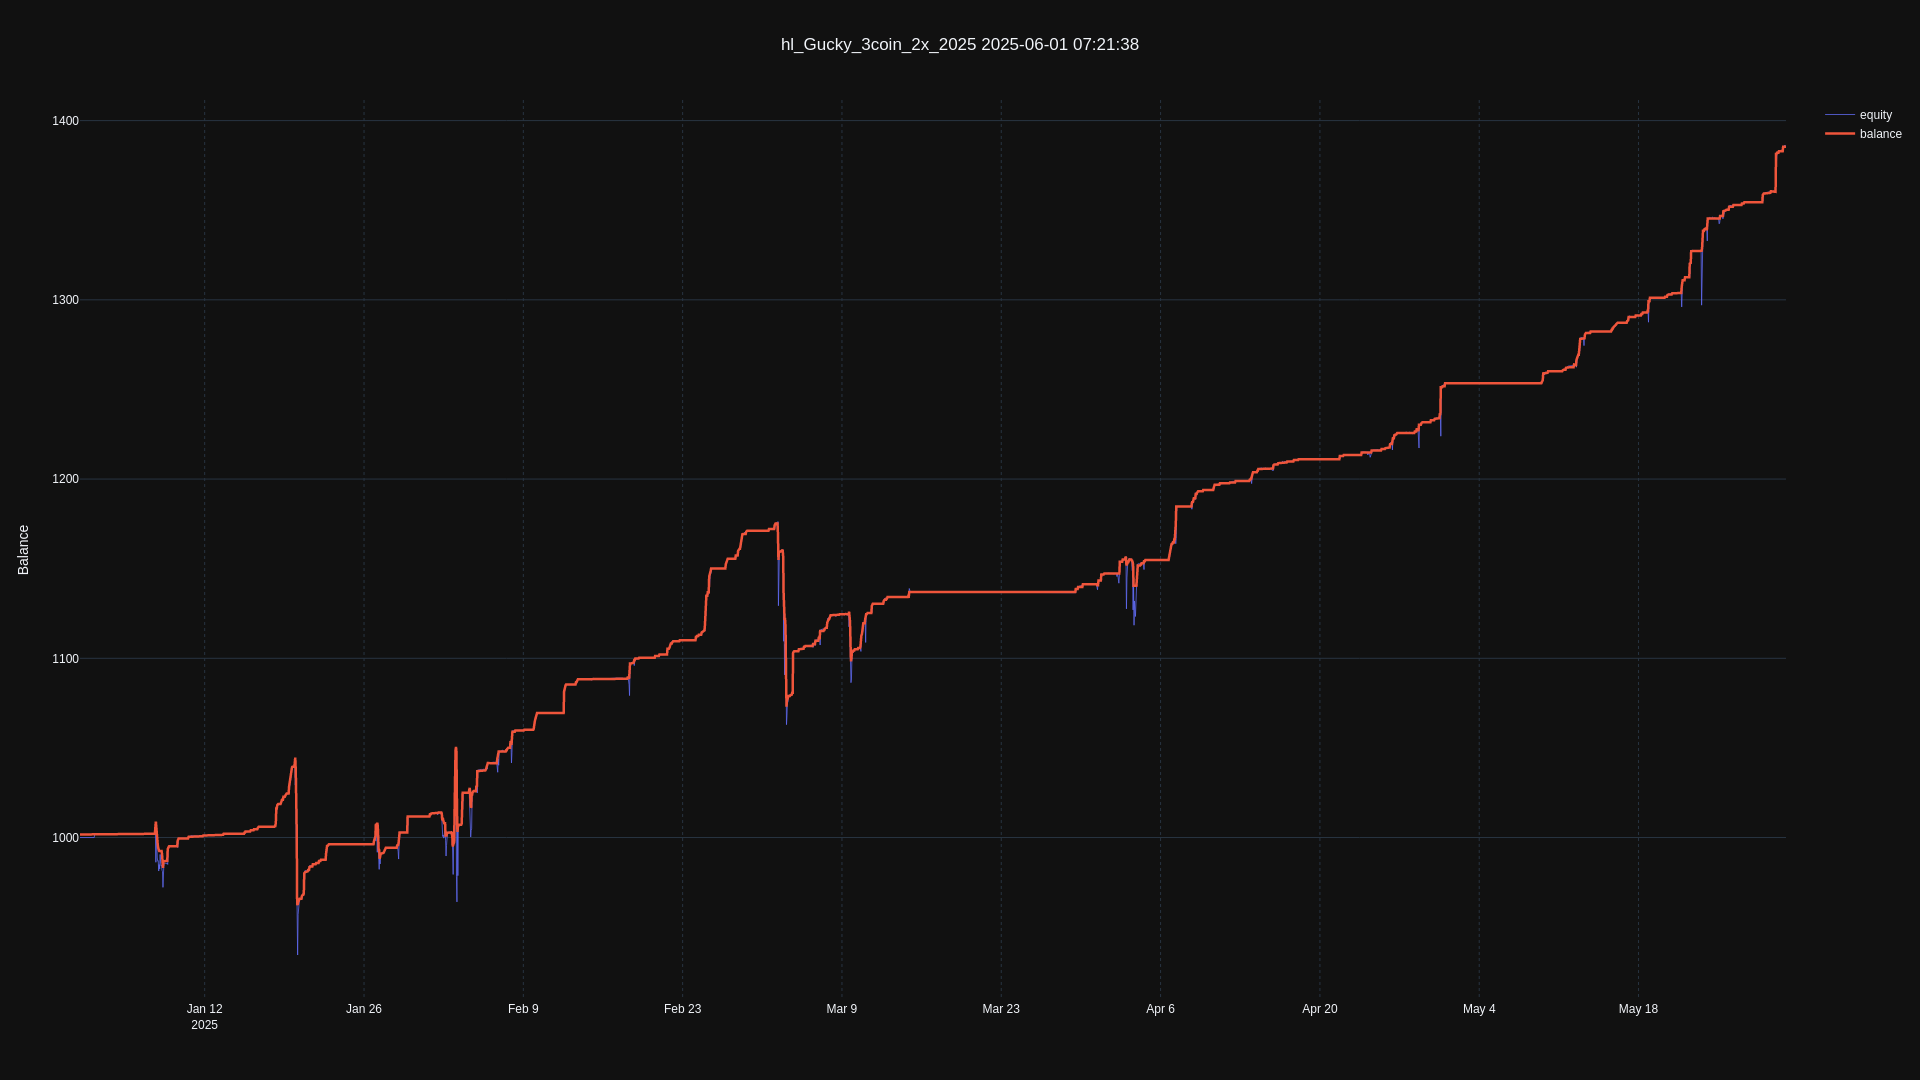 hl_Gucky_3coin_2x_2025 2025-06-01 07:21:38
equity
balance
1400
1300
1200
1100
1000
Balance
Jan 12
2025
Jan 26
Feb 9
Feb 23
Mar 9
Mar 23
Apr 6
Apr 20
May 4
May 18